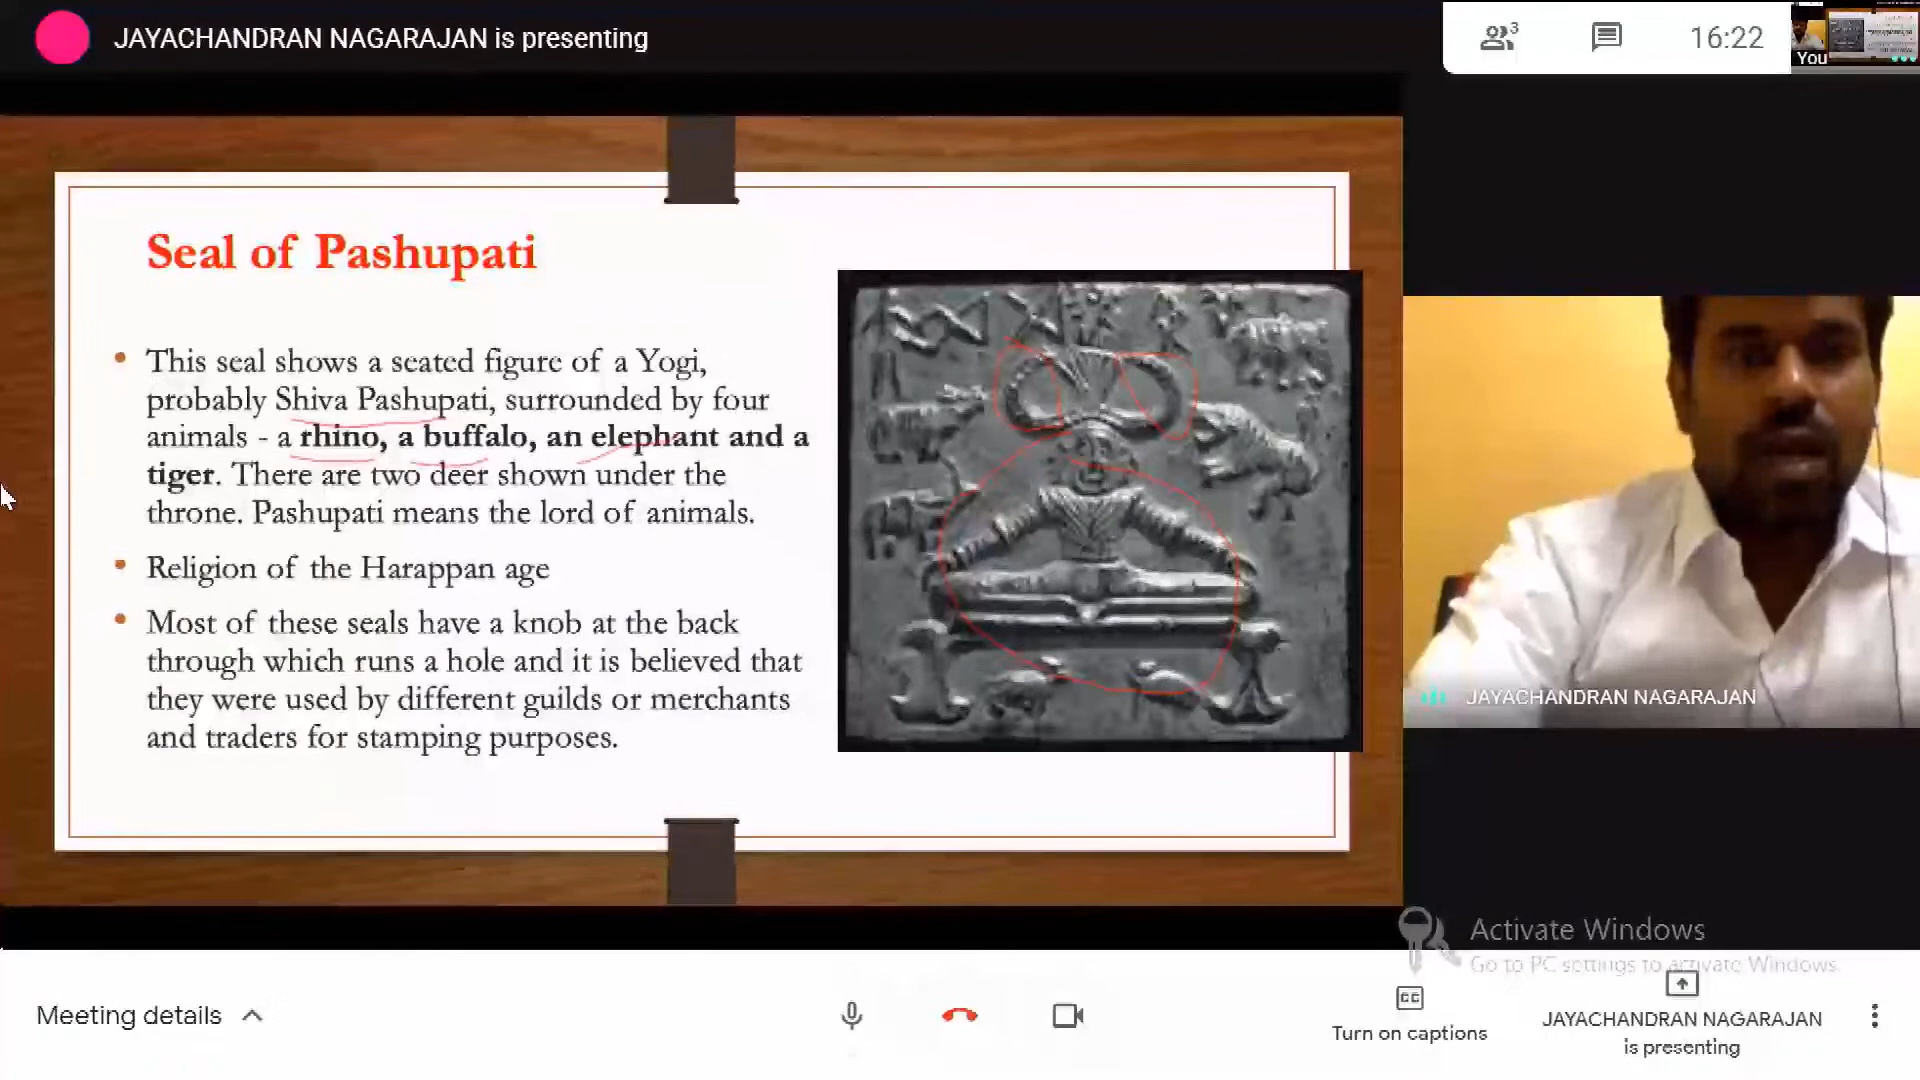 JAYACHANDRAN NAGARAJAN is presenting
3
16:22
You
Seal of Pashupati
• This seal shows a seated figure of a Yogi,
probably Shiva Pashupati, surrounded by four
animals - a rhino, a buffalo, an elephant and a
tiger. There are two deer shown under the
throne. Pashupati means the lord of animals.
• Religion of the Harappan age
• Most of these seals have a knob at the back
through which runs a hole and it is believed that
they were used by different guilds or merchants
and traders for stamping purposes.
JAYACHANDRAN NAGARAJAN
Activate Windows
Go to PC settings to activate Windows.
Meeting details
CC
Turn on captions
JAYACHANDRAN NAGARAJAN
is presenting